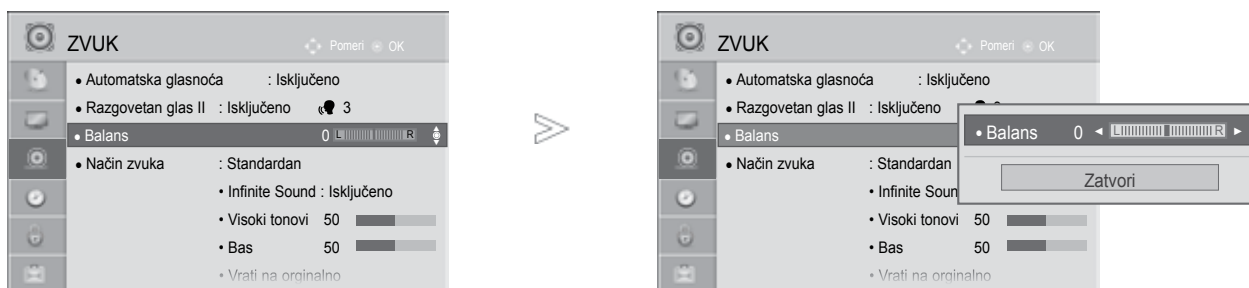 ZVUK Pomeri OK
• Automatska glasnoća : Isključeno
• Razgovetan glas II : Isključeno 3
• Balans 0 L R
• Način zvuka : Standardan
• Infinite Sound : Isključeno
• Visoki tonovi 50
• Bas 50
• Vrati na orginalno
ZVUK Pomeri OK
• Automatska glasnoća : Isključeno
• Razgovetan glas II : Isključeno
• Balans
• Način zvuka : Standardan
• Infinite Soun
• Visoki tonovi 50
• Bas 50
• Vrati na orginalno
• Balans 0 ◄ L R ►
Zatvori